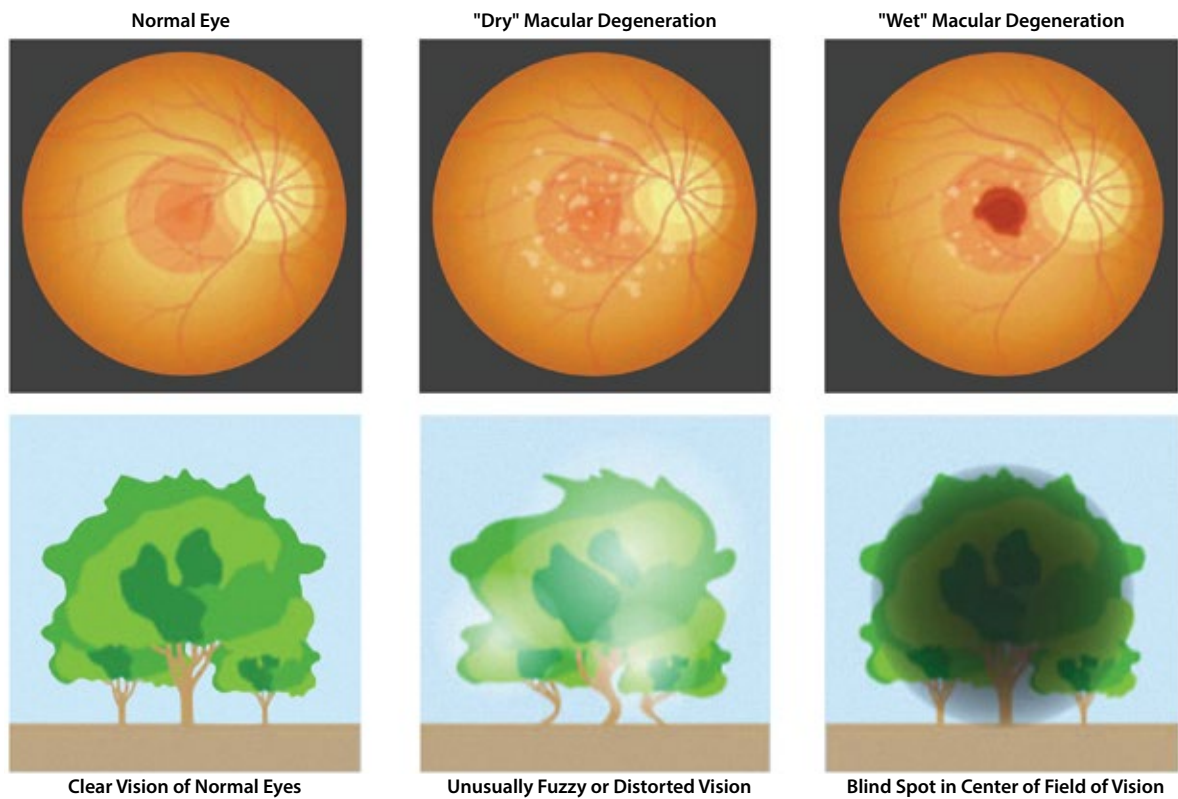 Normal Eye
"Dry" Macular Degeneration
"Wet" Macular Degeneration
Clear Vision of Normal Eyes
Unusually Fuzzy or Distorted Vision
Blind Spot in Center of Field of Vision